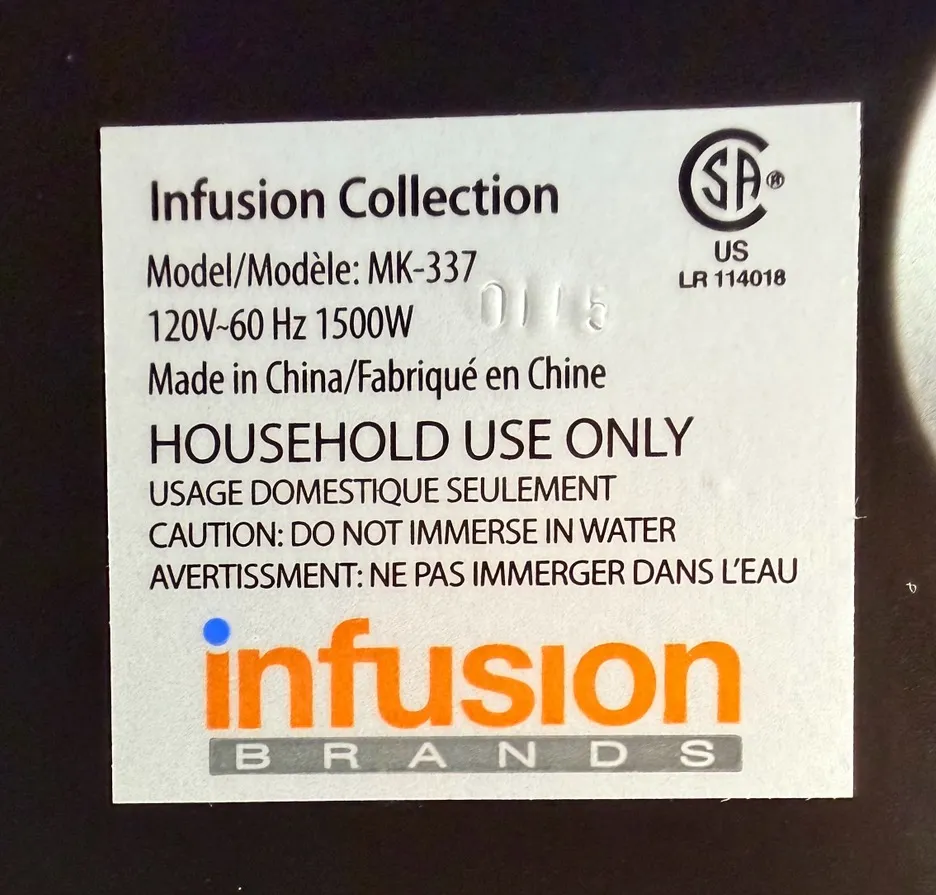 Infusion Collection
CSA®
US
LR 114018
Model/Modèle: MK-337
0115
120V~60 Hz 1500W
Made in China/Fabriqué en Chine
HOUSEHOLD USE ONLY
USAGE DOMESTIQUE SEULEMENT
CAUTION: DO NOT IMMERSE IN WATER
AVERTISSMENT: NE PAS IMMERGER DANS L'EAU
infusion
BRANDS